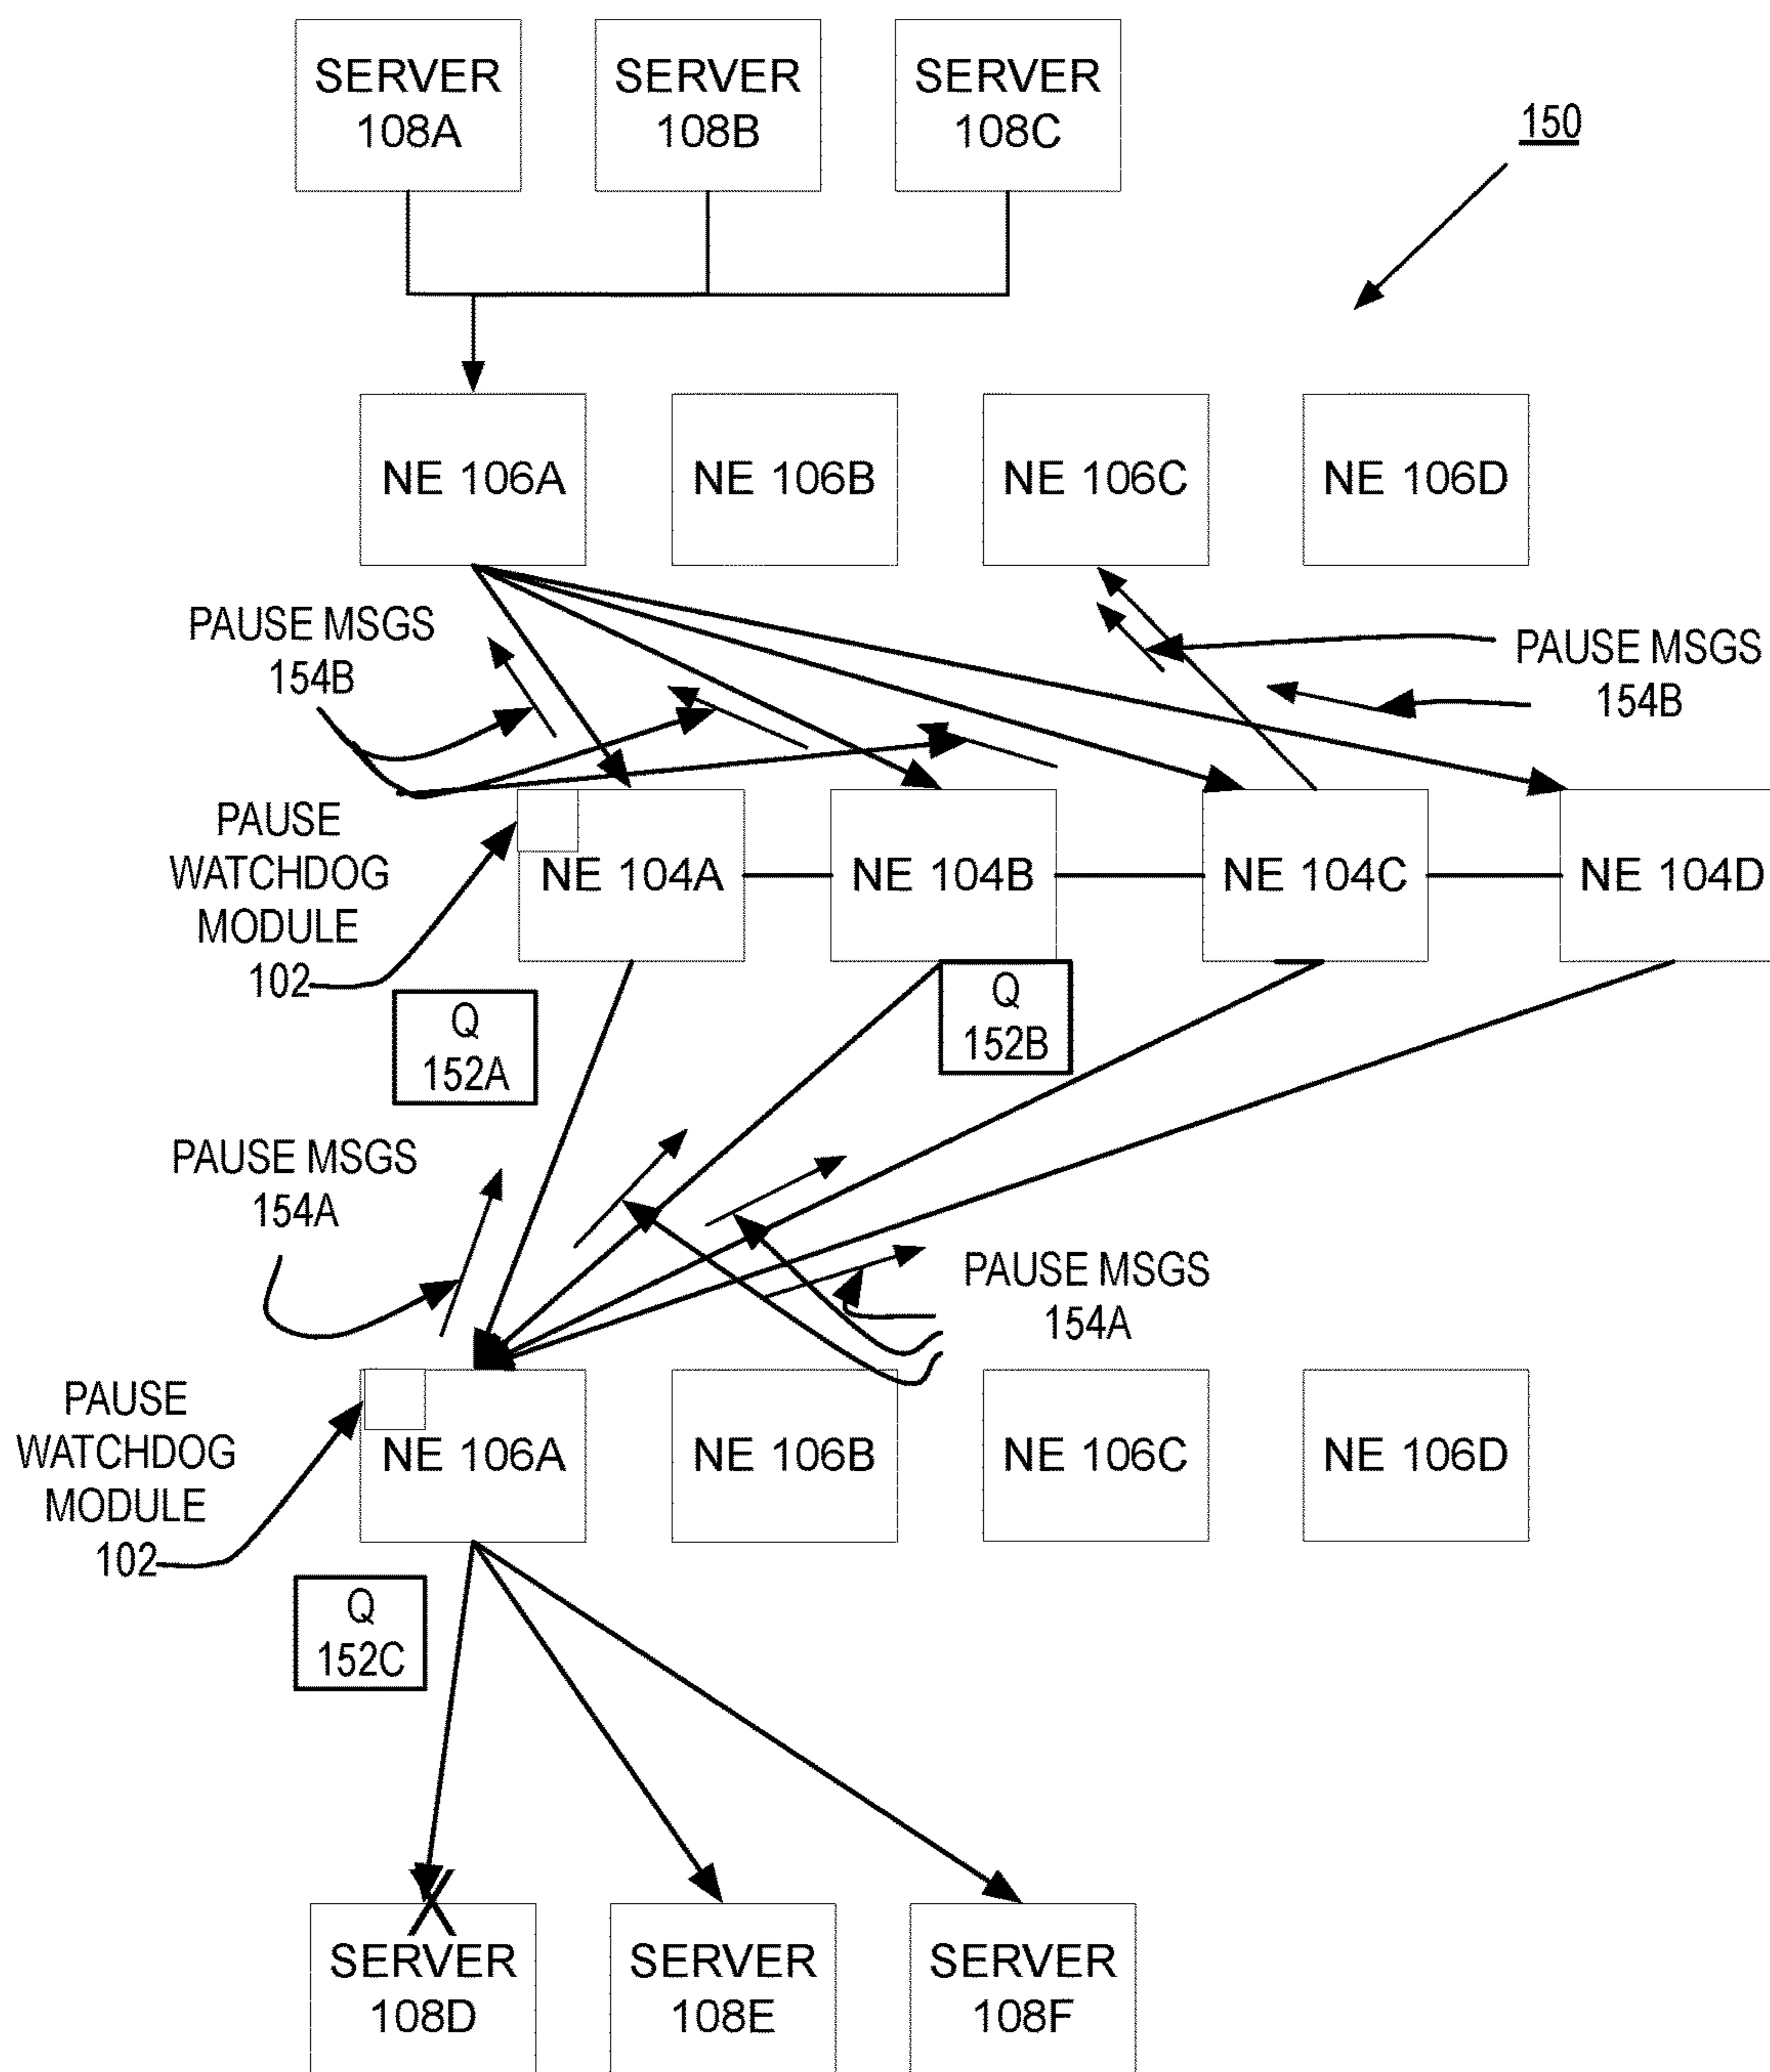 SERVER
108A
SERVER
108B
SERVER
108C
150
NE 106A
NE 106B
NE 106C
NE 106D
PAUSE MSGS
154B
PAUSE MSGS
154B
PAUSE
WATCHDOG
MODULE
102
NE 104A
NE 104B
NE 104C
NE 104D
Q
152A
Q
152B
PAUSE MSGS
154A
PAUSE MSGS
154A
PAUSE
WATCHDOG
MODULE
102
NE 106A
NE 106B
NE 106C
NE 106D
Q
152C
X
SERVER
108D
SERVER
108E
SERVER
108F